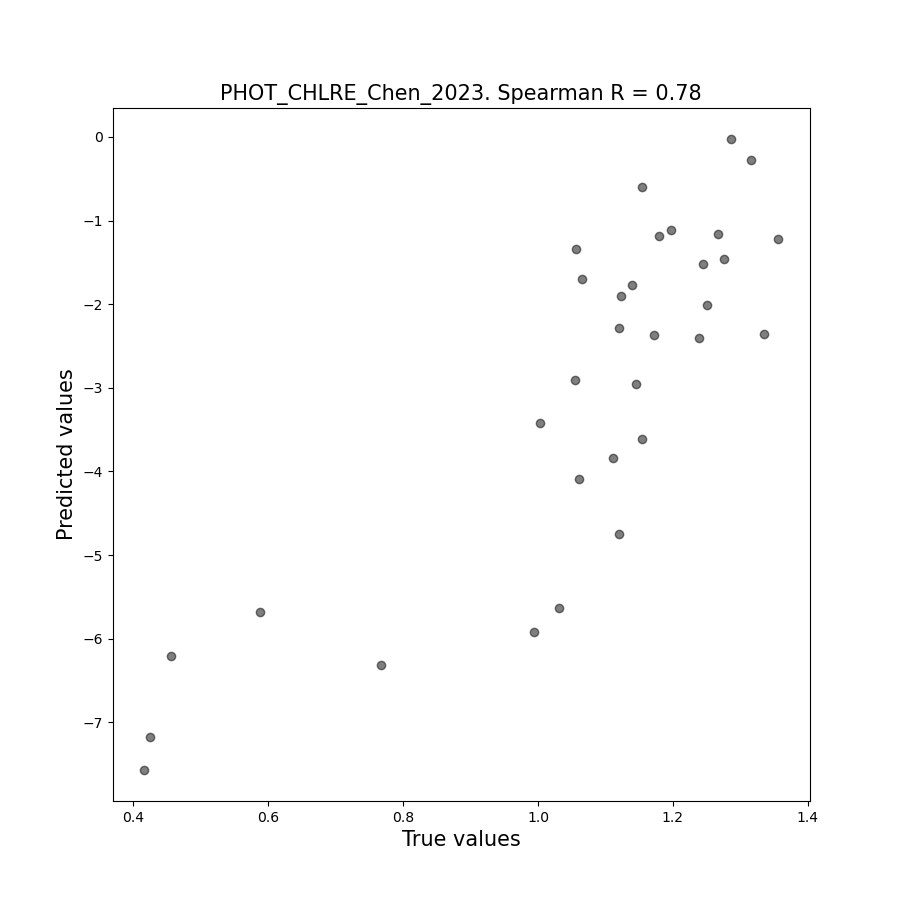 PHOT_CHLRE_Chen_2023. Spearman R = 0.78
0
−1
−2
−3
−4
−5
−6
−7
Predicted values
0.4 0.6 0.8 1.0 1.2 1.4
True values